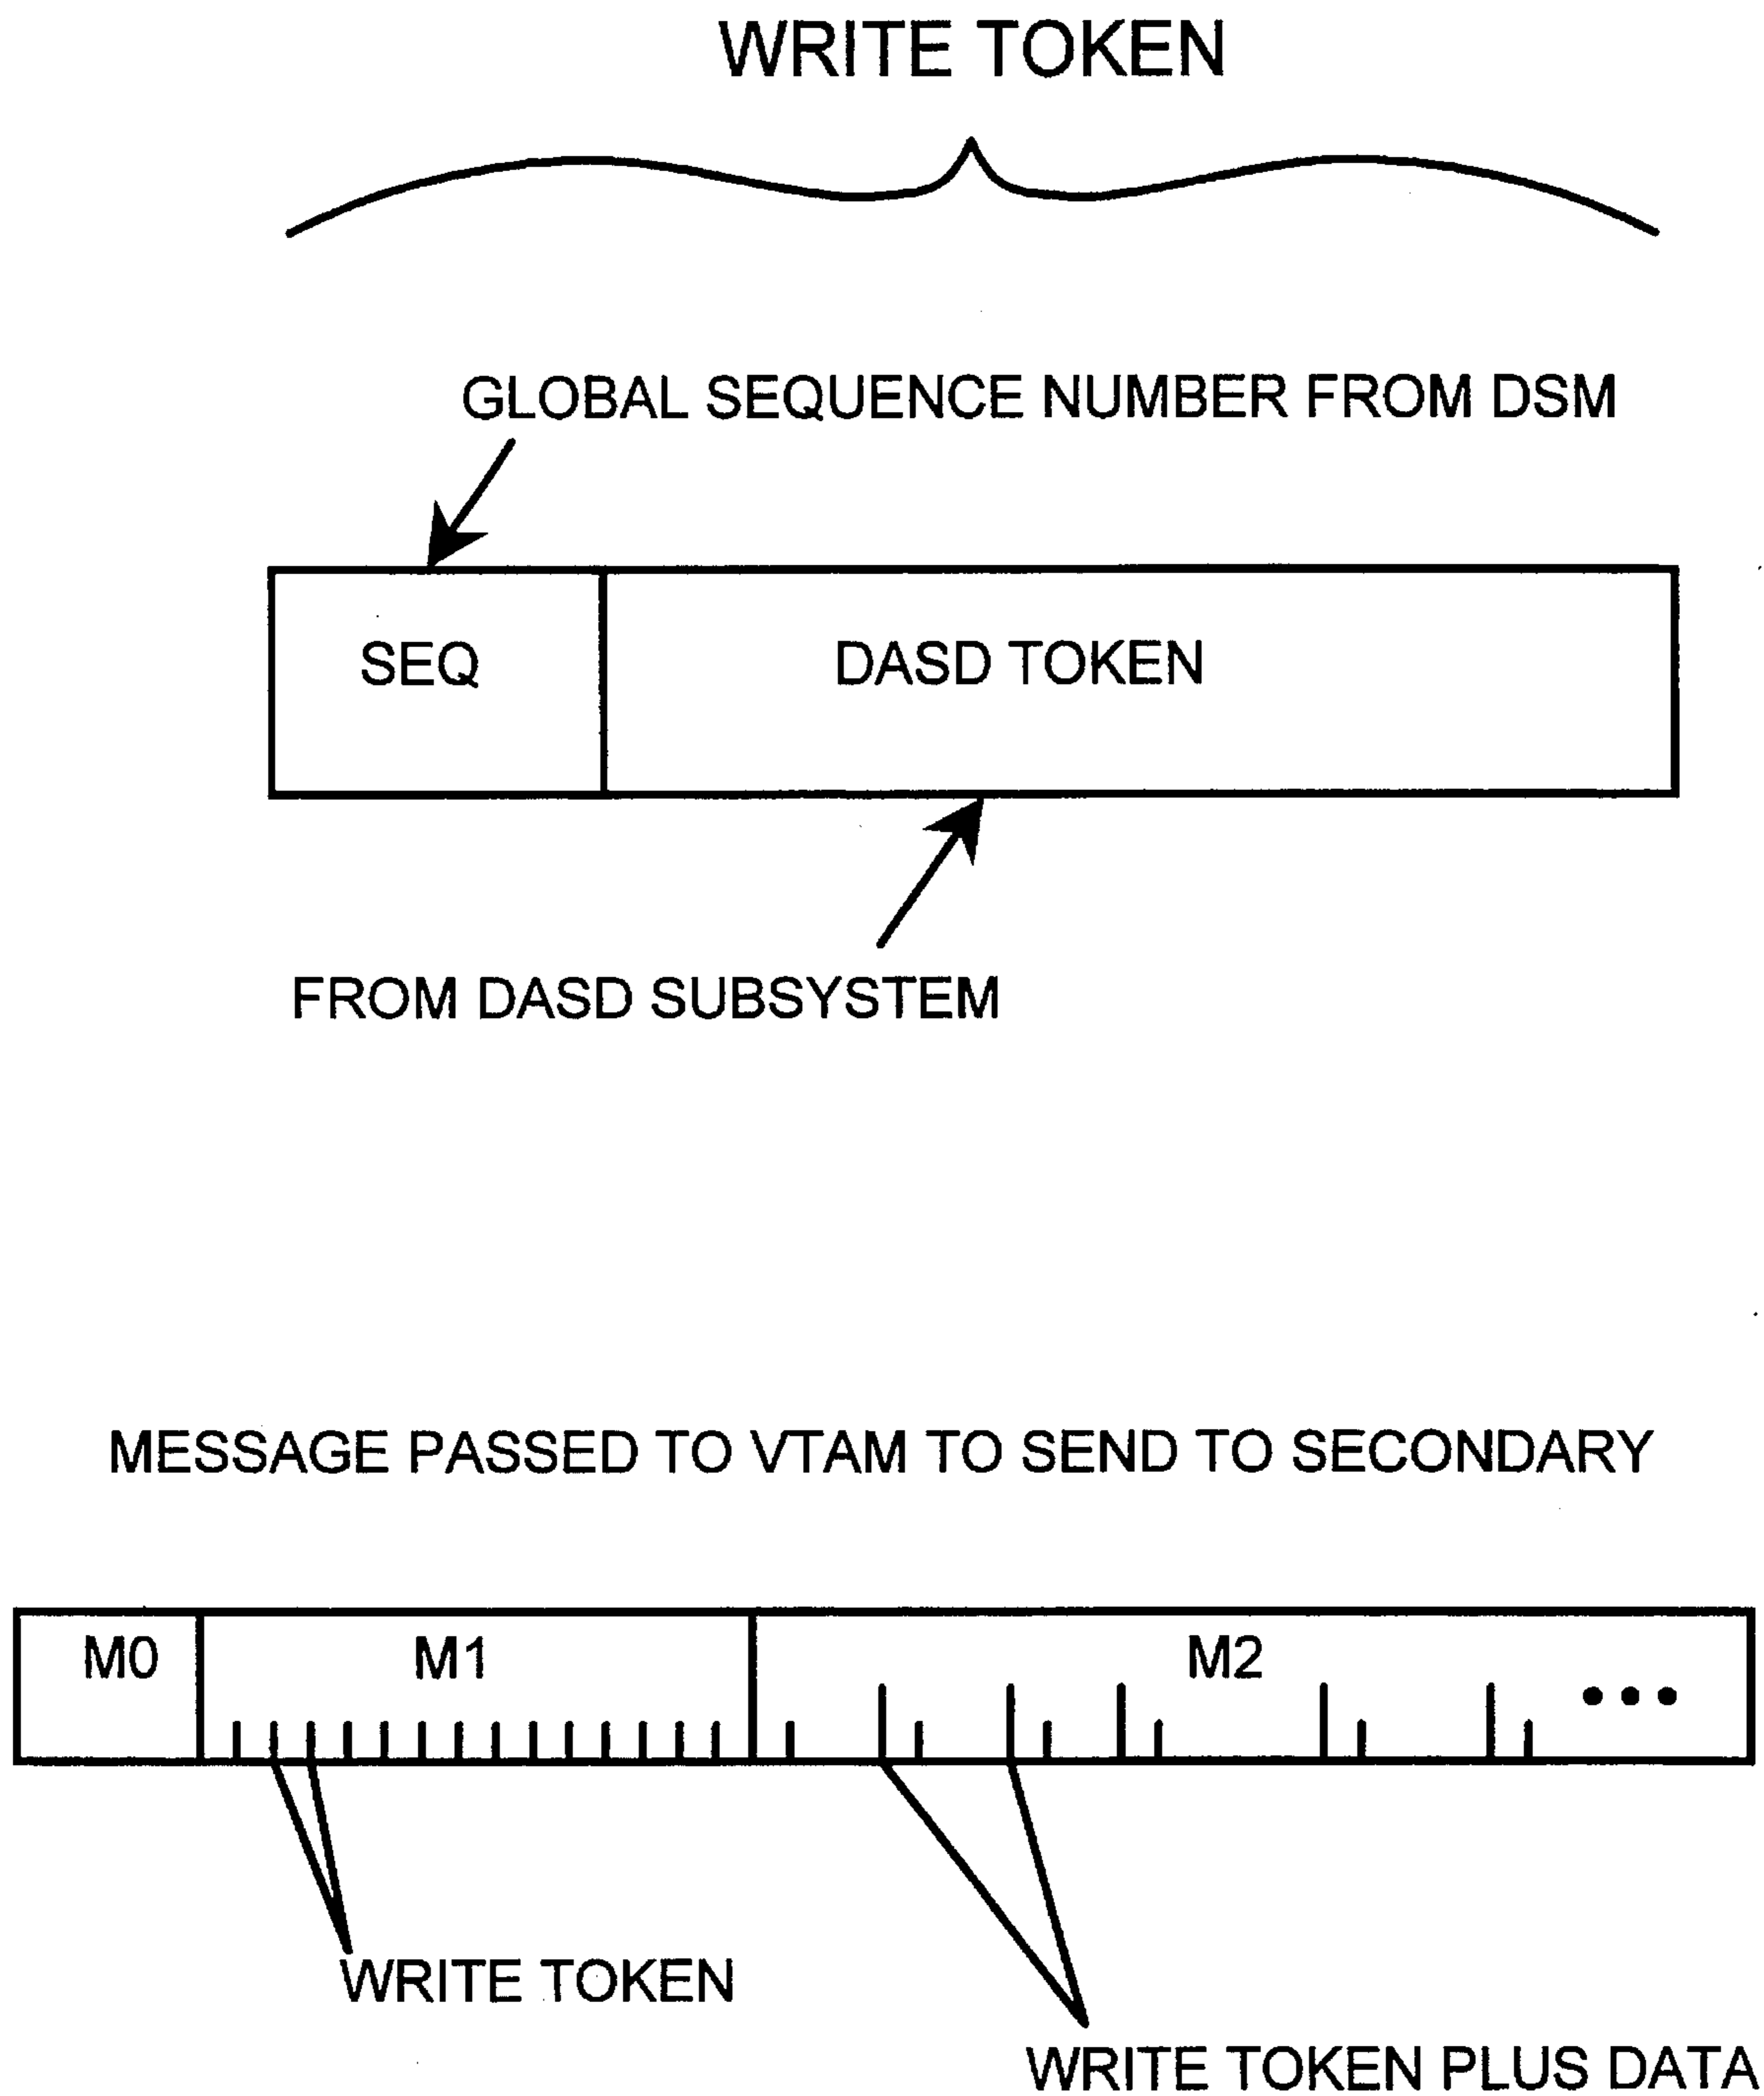 WRITE TOKEN
GLOBAL SEQUENCE NUMBER FROM DSM
SEQ
DASD TOKEN
FROM DASD SUBSYSTEM
MESSAGE PASSED TO VTAM TO SEND TO SECONDARY
M0
M1
M2
WRITE TOKEN
WRITE TOKEN PLUS DATA